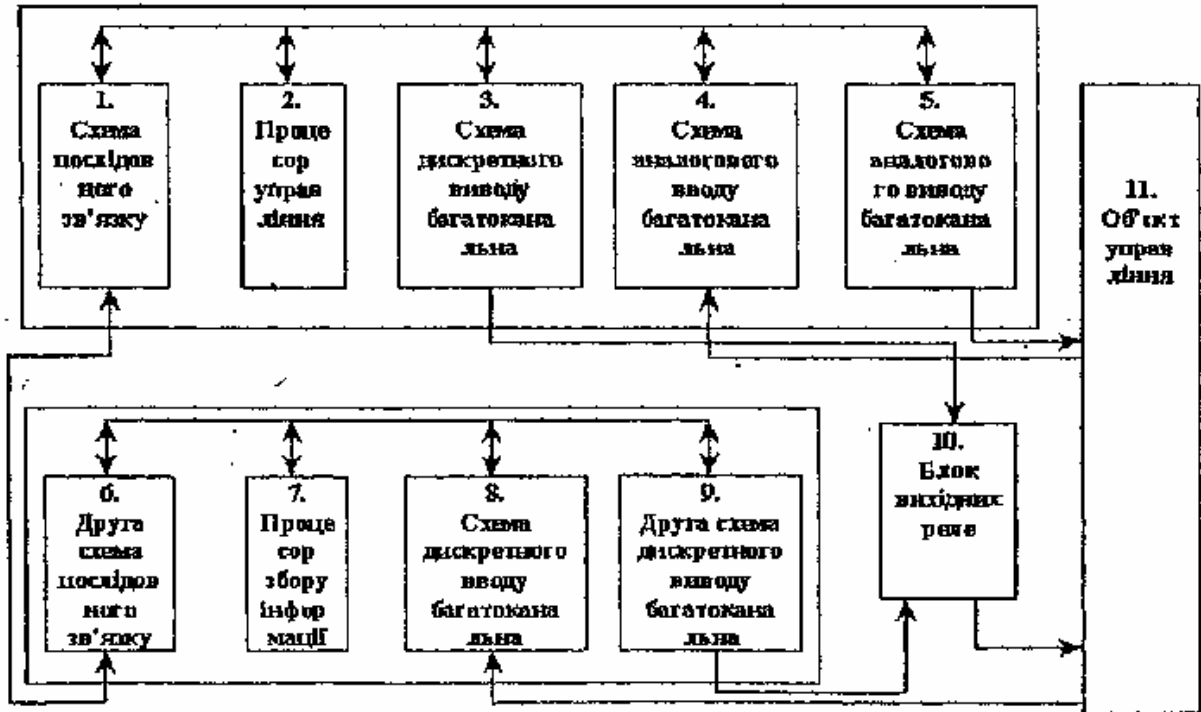 1.
Схема
послідов
ного
зв'язку
2.
Проце
сор
управ
ління
3.
Схема
дискретного
виводу
багатокана
льна
4.
Схема
аналогового
вводу
багатокана
льна
5.
Схема
аналогово
го виводу
багатокана
льна
11.
Об'єкт
управ
ління
6.
Друга
схема
послідов
ного
зв'язку
7.
Проце
сор
збору
інфор
мації
8.
Схема
дискретного
вводу
багатокана
льна
9.
Друга схема
дискретного
виводу
багатокана
льна
10.
Блок
вихідних
реле